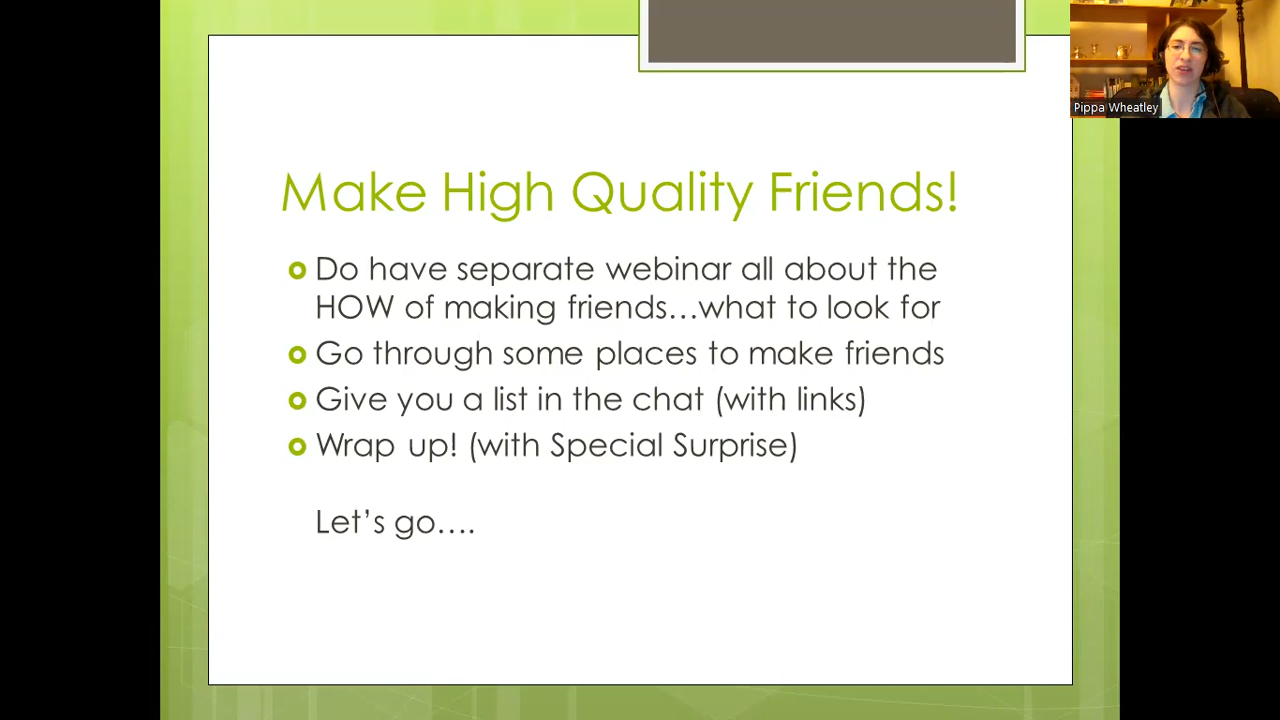 Make High Quality Friends!
Do have separate webinar all about the
HOW of making friends…what to look for
Go through some places to make friends
Give you a list in the chat (with links)
Wrap up! (with Special Surprise)
Let’s go….
Pippa Wheatley